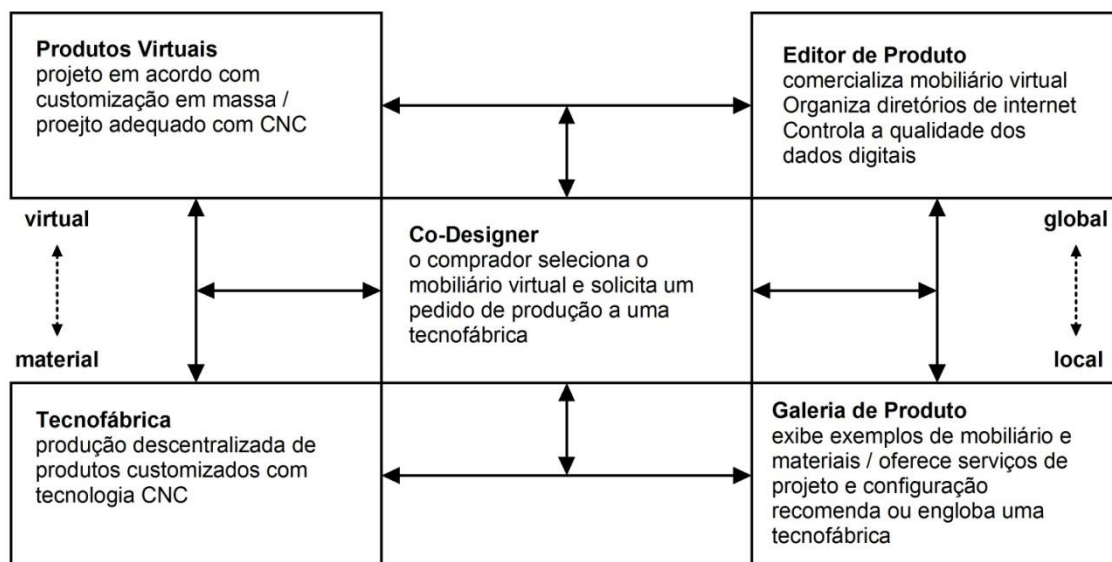 Produtos Virtuais
projeto em acordo com
customização em massa /
proejto adequado com CNC
Editor de Produto
comercializa mobiliário virtual
Organiza diretórios de internet
Controla a qualidade dos
dados digitais
virtual
material
Co-Designer
o comprador seleciona o
mobiliário virtual e solicita um
pedido de produção a uma
tecnofábrica
global
local
Tecnofábrica
produção descentralizada de
produtos customizados com
tecnologia CNC
Galeria de Produto
exibe exemplos de mobiliário e
materiais / oferece serviços de
projeto e configuração
recomenda ou engloba uma
tecnofábrica